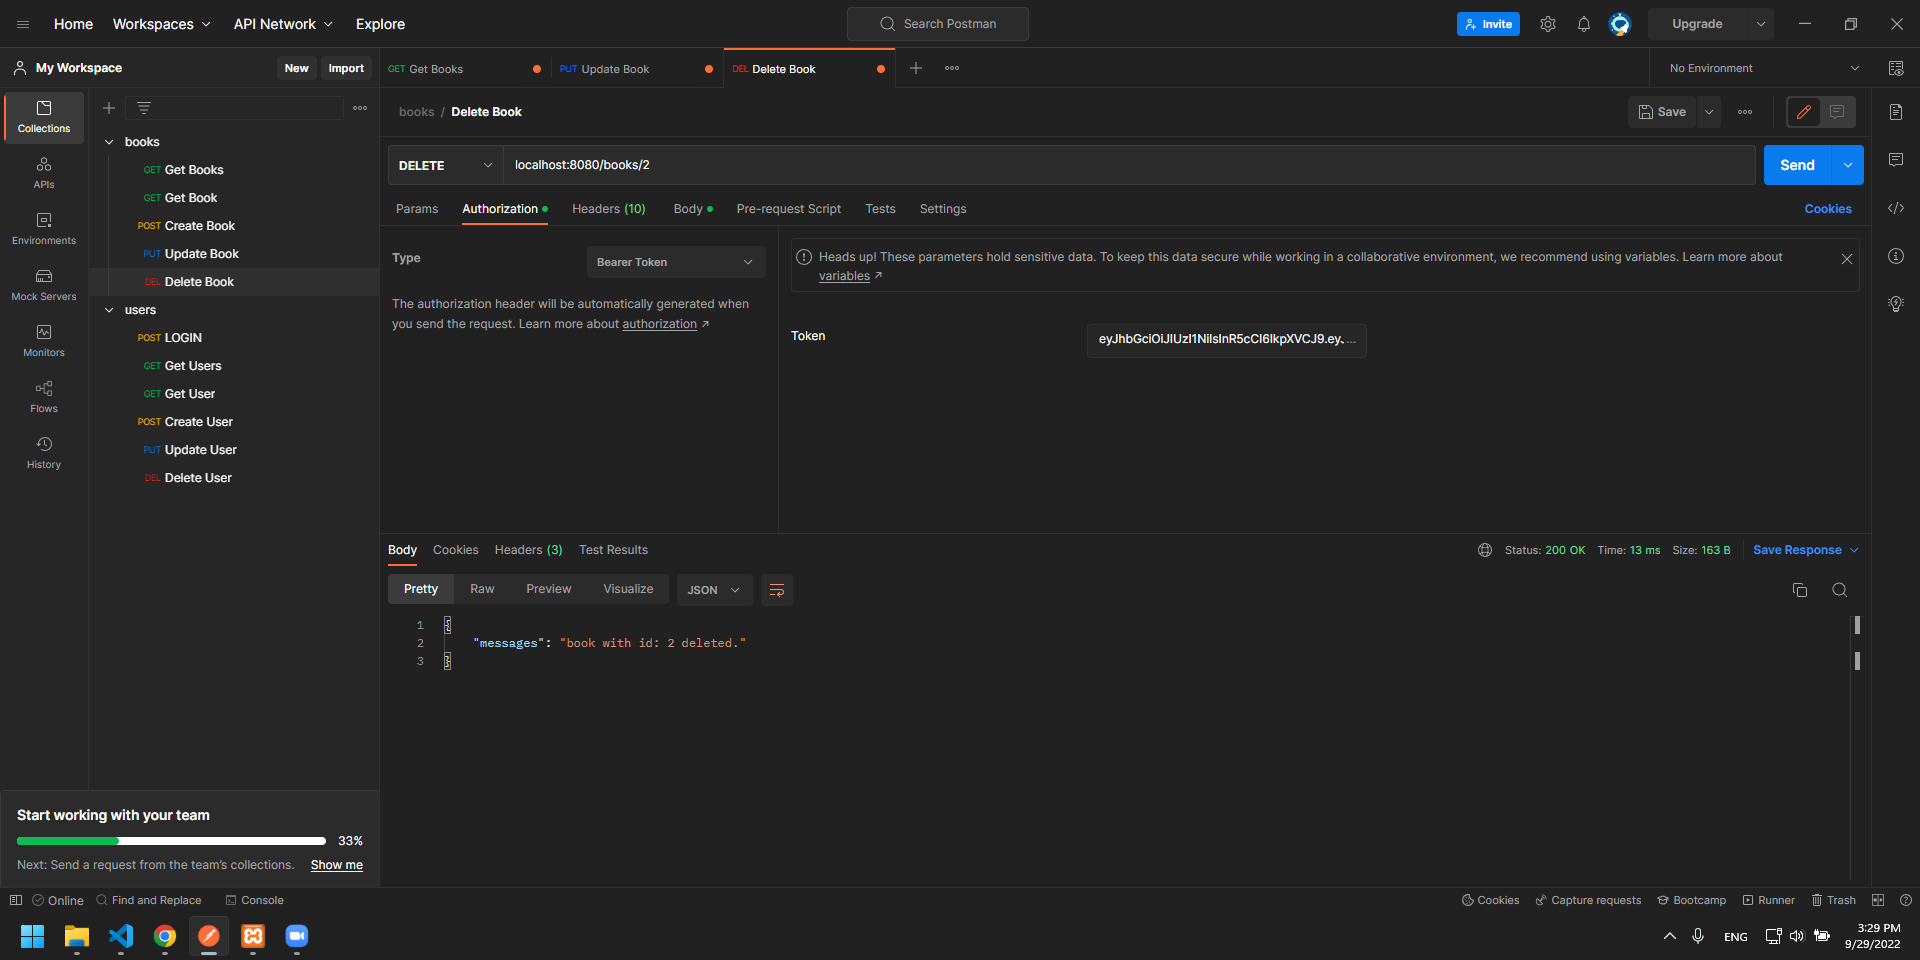 Home Workspaces API Network Explore
Search Postman
Invite Upgrade
My Workspace New Import
GET Get Books
PUT Update Book
DEL Delete Book
No Environment
Collections
APIs
Environments
Mock Servers
Monitors
Flows
History
books
GET Get Books
GET Get Book
POST Create Book
PUT Update Book
DEL Delete Book
users
POST LOGIN
GET Get Users
GET Get User
POST Create User
PUT Update User
DEL Delete User
books / Delete Book
Save
DELETE localhost:8080/books/2 Send
Params Authorization Headers (10) Body Pre-request Script Tests Settings Cookies
Type Bearer Token
The authorization header will be automatically generated when
you send the request. Learn more about authorization ↗
Heads up! These parameters hold sensitive data. To keep this data secure while working in a collaborative environment, we recommend using variables. Learn more about
variables ↗
Token eyJhbGciOiJIUzI1NiIsInR5cCI6IkpXVCJ9.ey. ...
Body Cookies Headers (3) Test Results
Status: 200 OK Time: 13 ms Size: 163 B Save Response
Pretty Raw Preview Visualize JSON
1 {
2 "messages": "book with id: 2 deleted."
3 }
Start working with your team
33%
Next: Send a request from the team's collections. Show me
Online Find and Replace Console
Cookies Capture requests Bootcamp Runner Trash
ENG
3:29 PM
9/29/2022